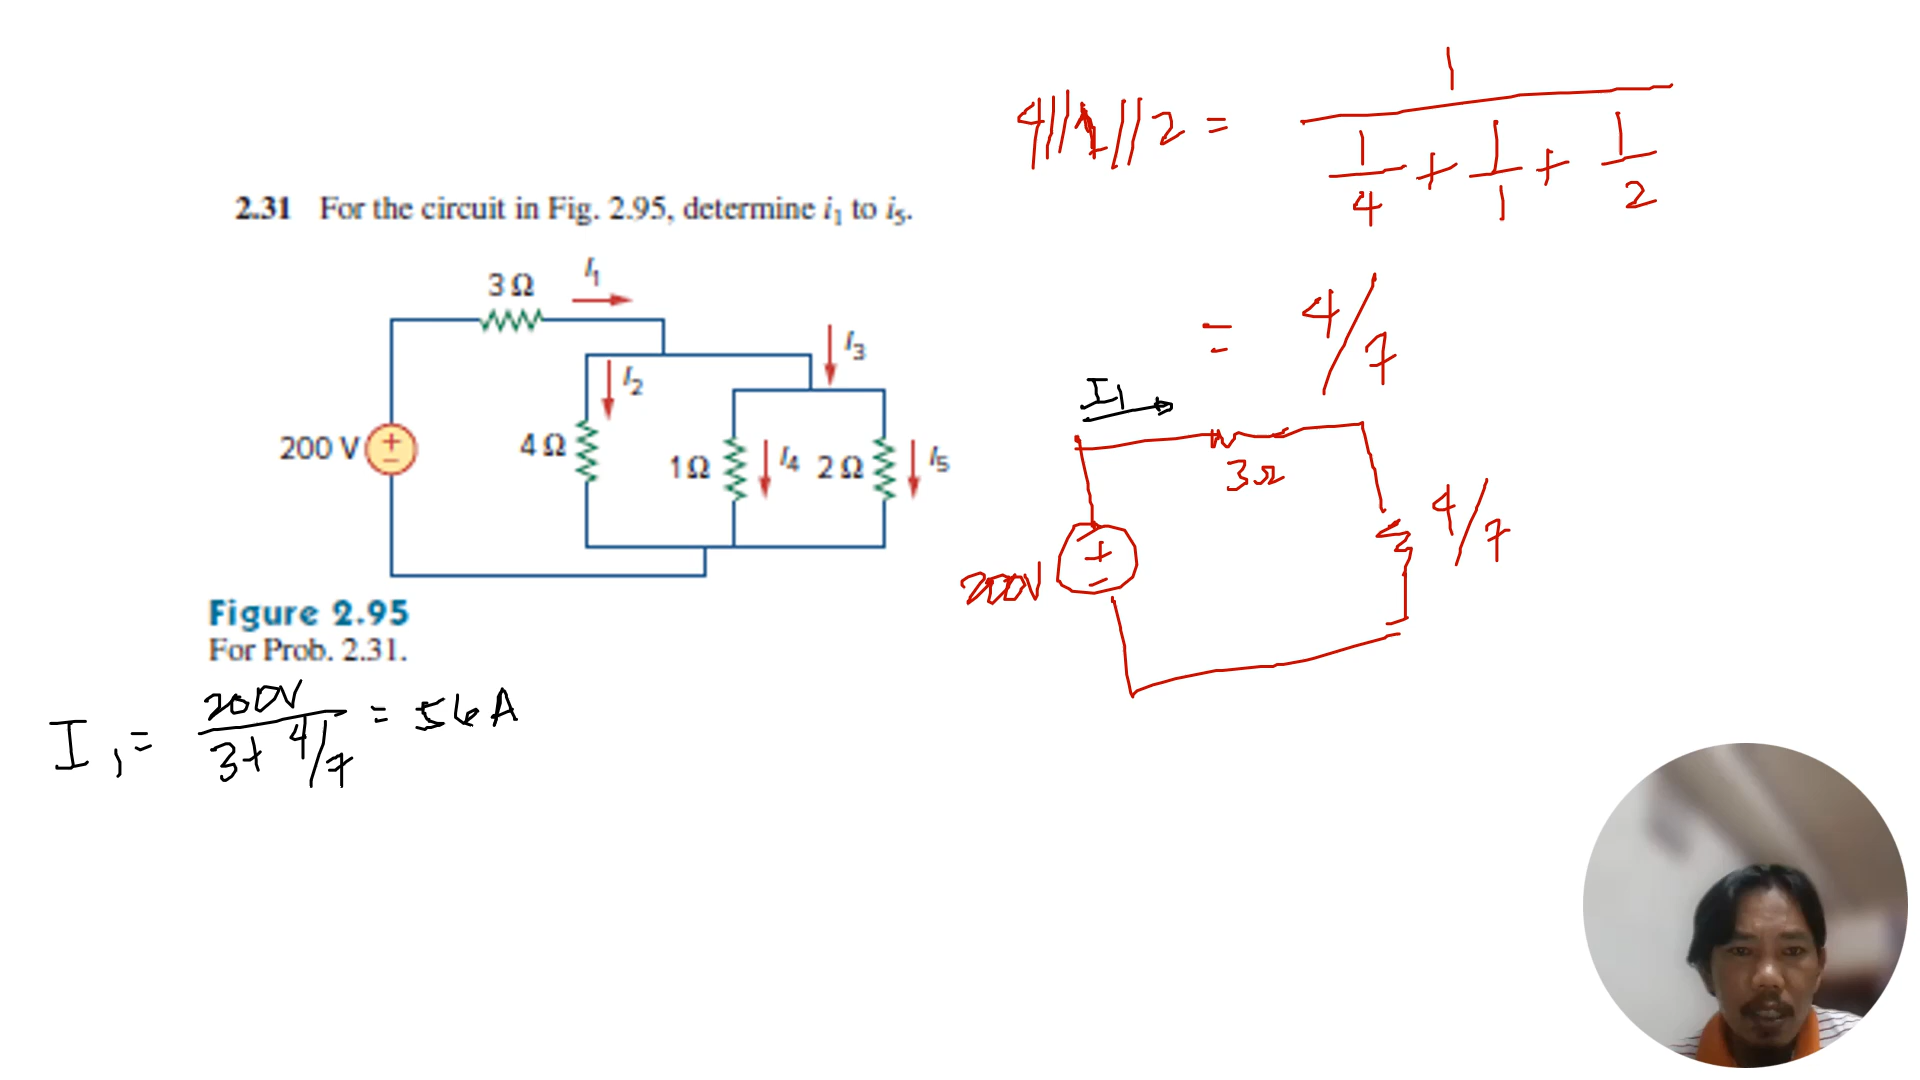 4//1//2 = 1 / (1/4 + 1/1 + 1/2)
= 4/7
2.31 For the circuit in Fig. 2.95, determine i₁ to i₅.
3 Ω I₁
I₂ I₃
200 V + − 4 Ω 1 Ω I₄ 2 Ω I₅
Figure 2.95
For Prob. 2.31.
I₁
3Ω
200V + − 4/7
I₁ = 200V / (3 + 4/7) = 56 A